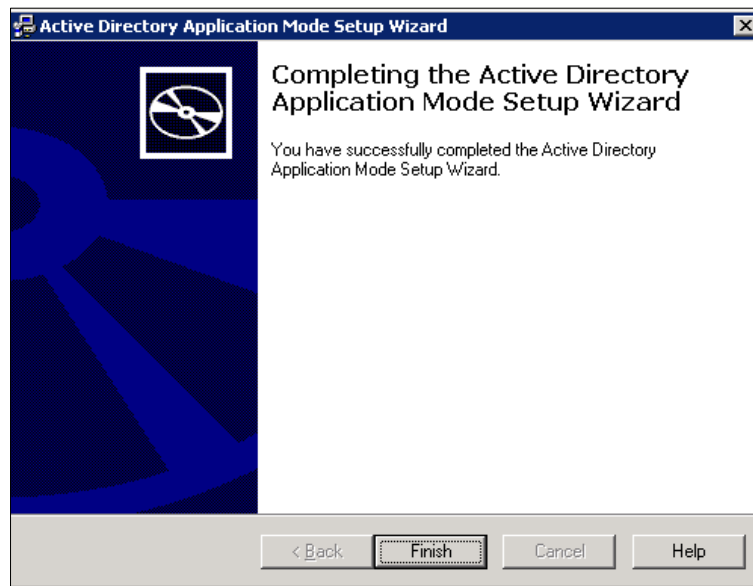 Active Directory Application Mode Setup Wizard
Completing the Active Directory
Application Mode Setup Wizard
You have successfully completed the Active Directory
Application Mode Setup Wizard.
< Back Finish Cancel Help